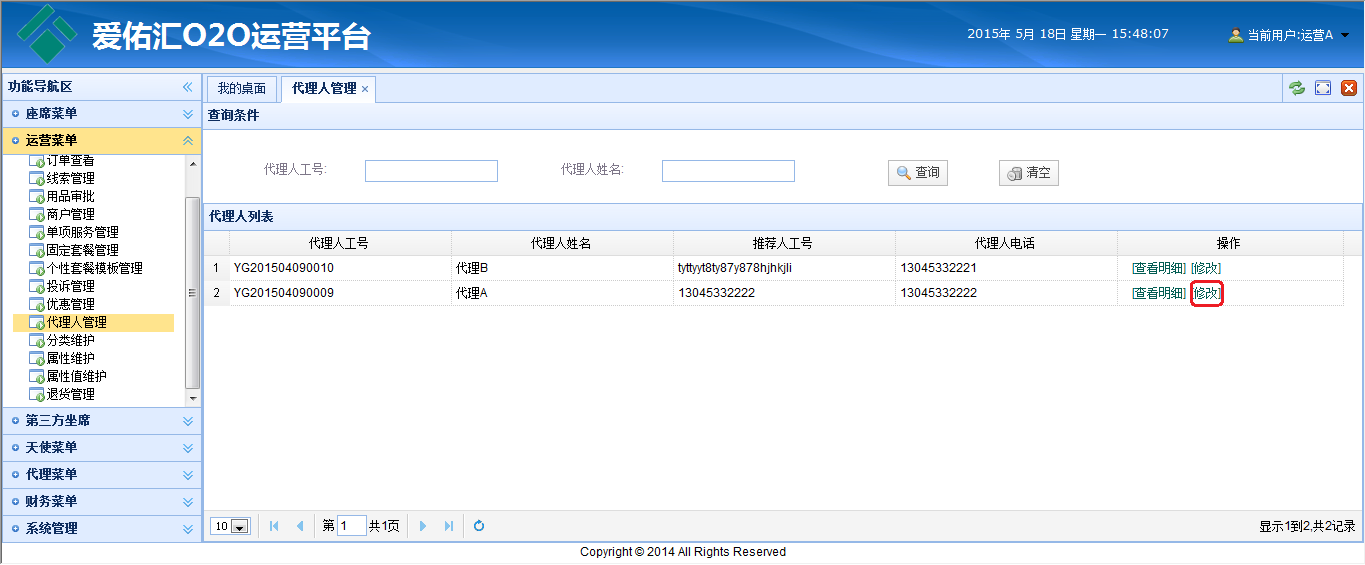 爱佑汇O2O运营平台
2015年 5月 18日 星期一 15:48:07
当前用户:运营A
功能导航区
座席菜单
运营菜单
订单查看
线索管理
用品审批
商户管理
单项服务管理
固定套餐管理
个性套餐模板管理
投诉管理
优惠管理
代理人管理
分类维护
属性维护
属性值维护
退货管理
第三方坐席
天使菜单
代理菜单
财务菜单
系统管理
我的桌面 代理人管理
查询条件
代理人工号: 代理人姓名: 查询 清空
代理人列表
代理人工号 代理人姓名 推荐人工号 代理人电话 操作
1 YG201504090010 代理B tyttyyt8ty87y878hjhkjli 13045332221 [查看明细] [修改]
2 YG201504090009 代理A 13045332222 13045332222 [查看明细] [修改]
10 第 1 共1页 显示1到2,共2记录
Copyright © 2014 All Rights Reserved